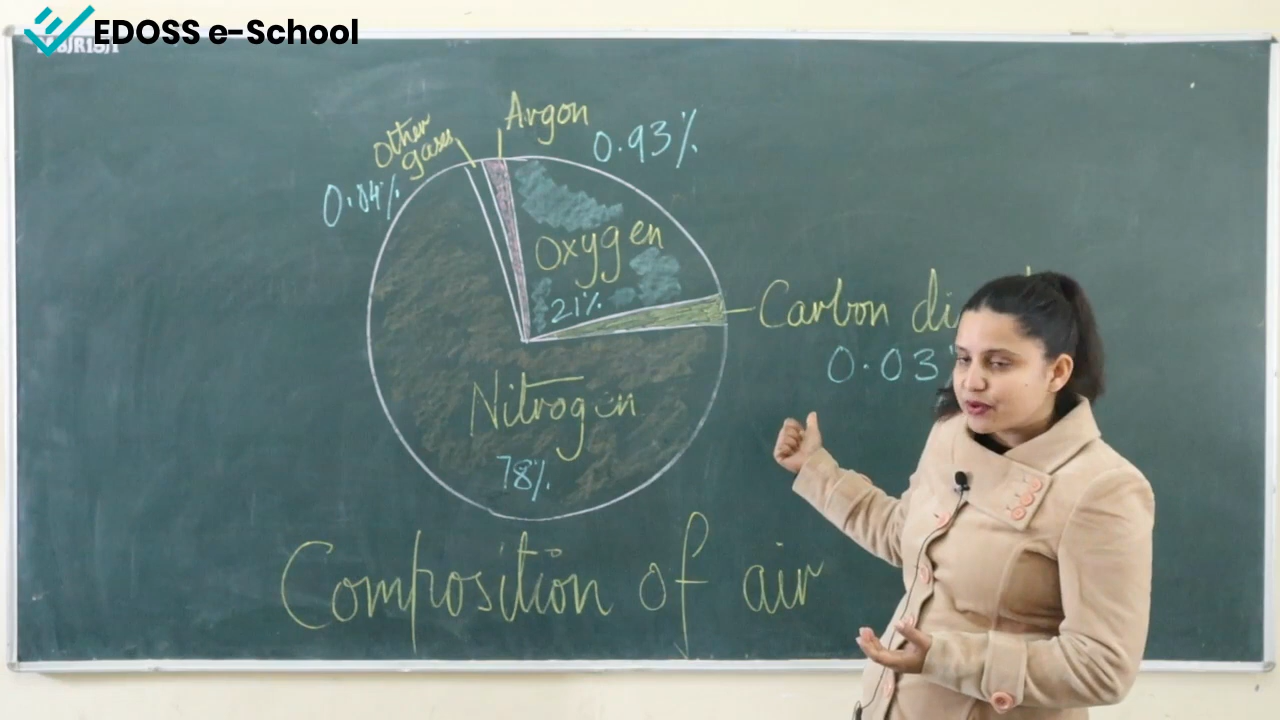 EDOSS e-School
Argon
0.93%
Other
gases
0.04%
Oxygen
21%
Carbon di
0.03%
Nitrogen
78%
Composition of air